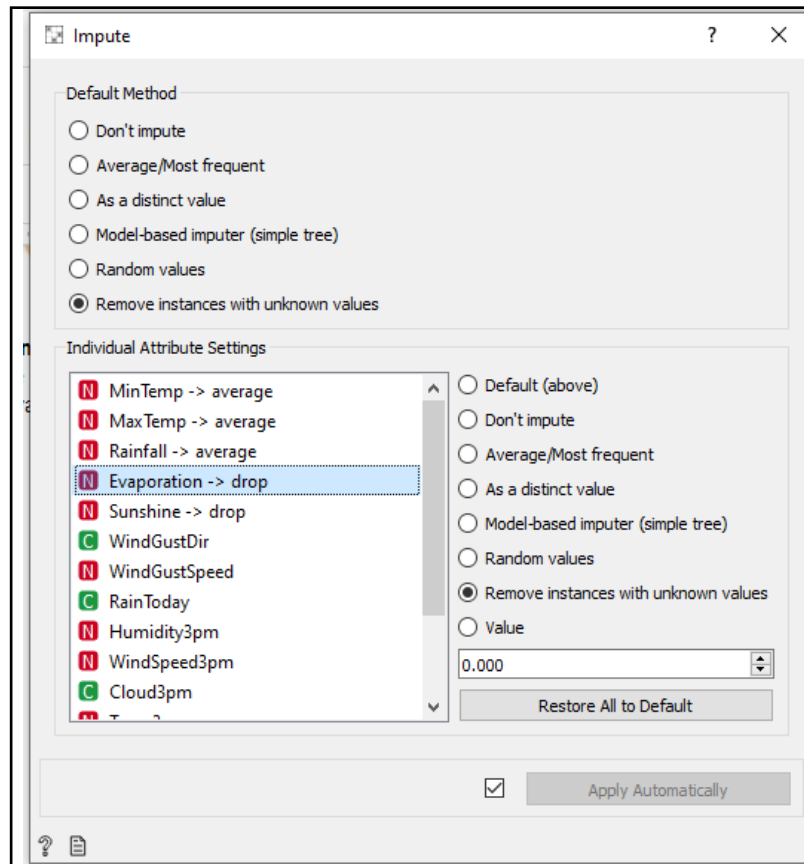 Impute
?
Default Method
Don't impute
Average/Most frequent
As a distinct value
Model-based imputer (simple tree)
Random values
Remove instances with unknown values
Individual Attribute Settings
N MinTemp -> average
N MaxTemp -> average
N Rainfall -> average
N Evaporation -> drop
N Sunshine -> drop
C WindGustDir
N WindGustSpeed
C RainToday
N Humidity3pm
N WindSpeed3pm
C Cloud3pm
Default (above)
Don't impute
Average/Most frequent
As a distinct value
Model-based imputer (simple tree)
Random values
Remove instances with unknown values
Value
0.000
Restore All to Default
Apply Automatically
?